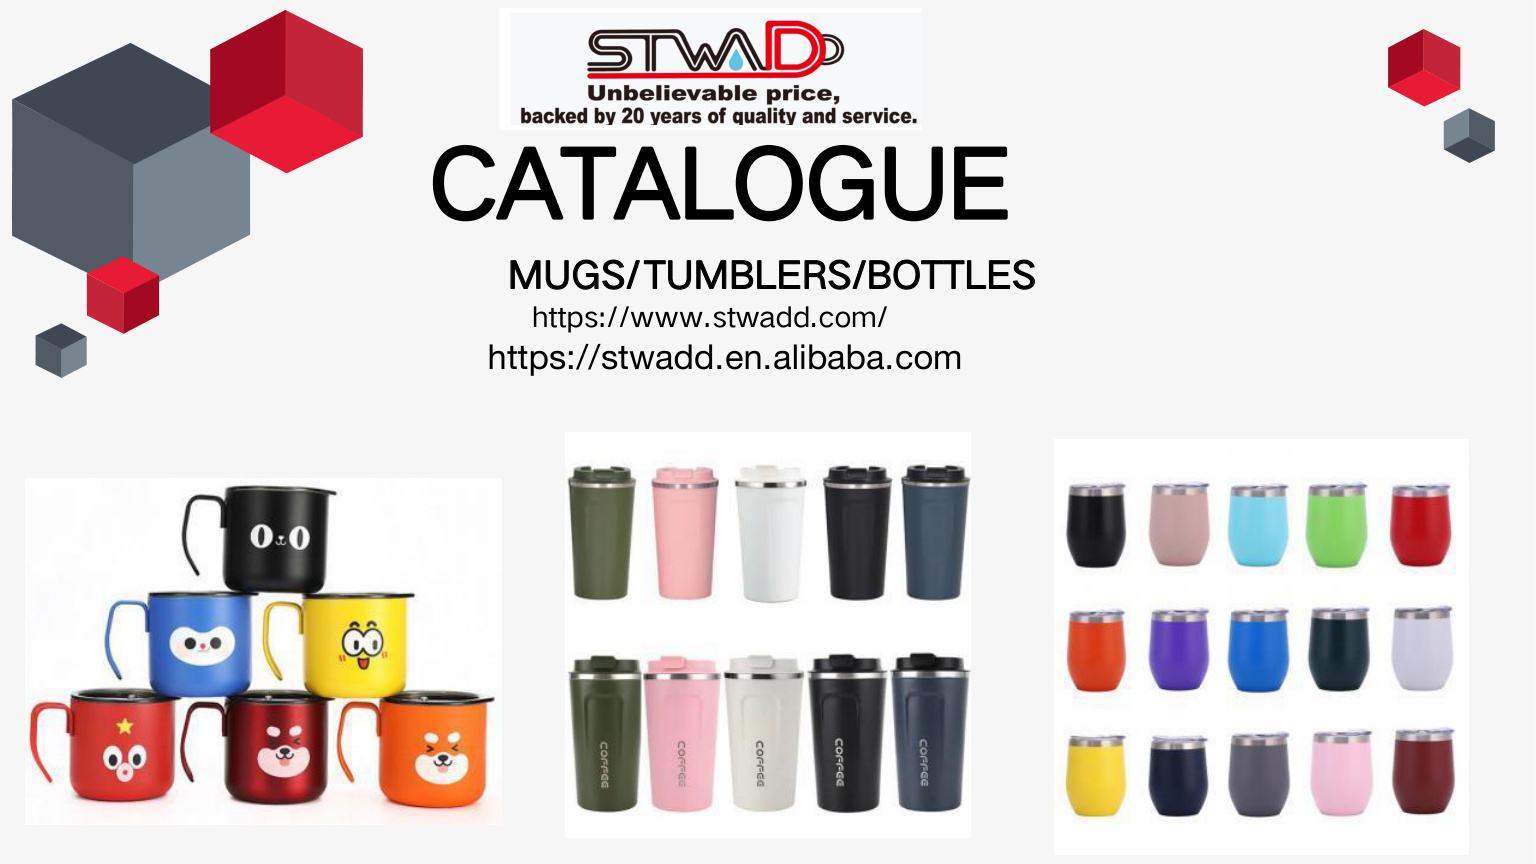 STWADD
Unbelievable price,
backed by 20 years of quality and service.
CATALOGUE
MUGS/TUMBLERS/BOTTLES
https://www.stwadd.com/
https://stwadd.en.alibaba.com
COFFEE
COFFEE
COFFEE
COFFEE
COFFEE